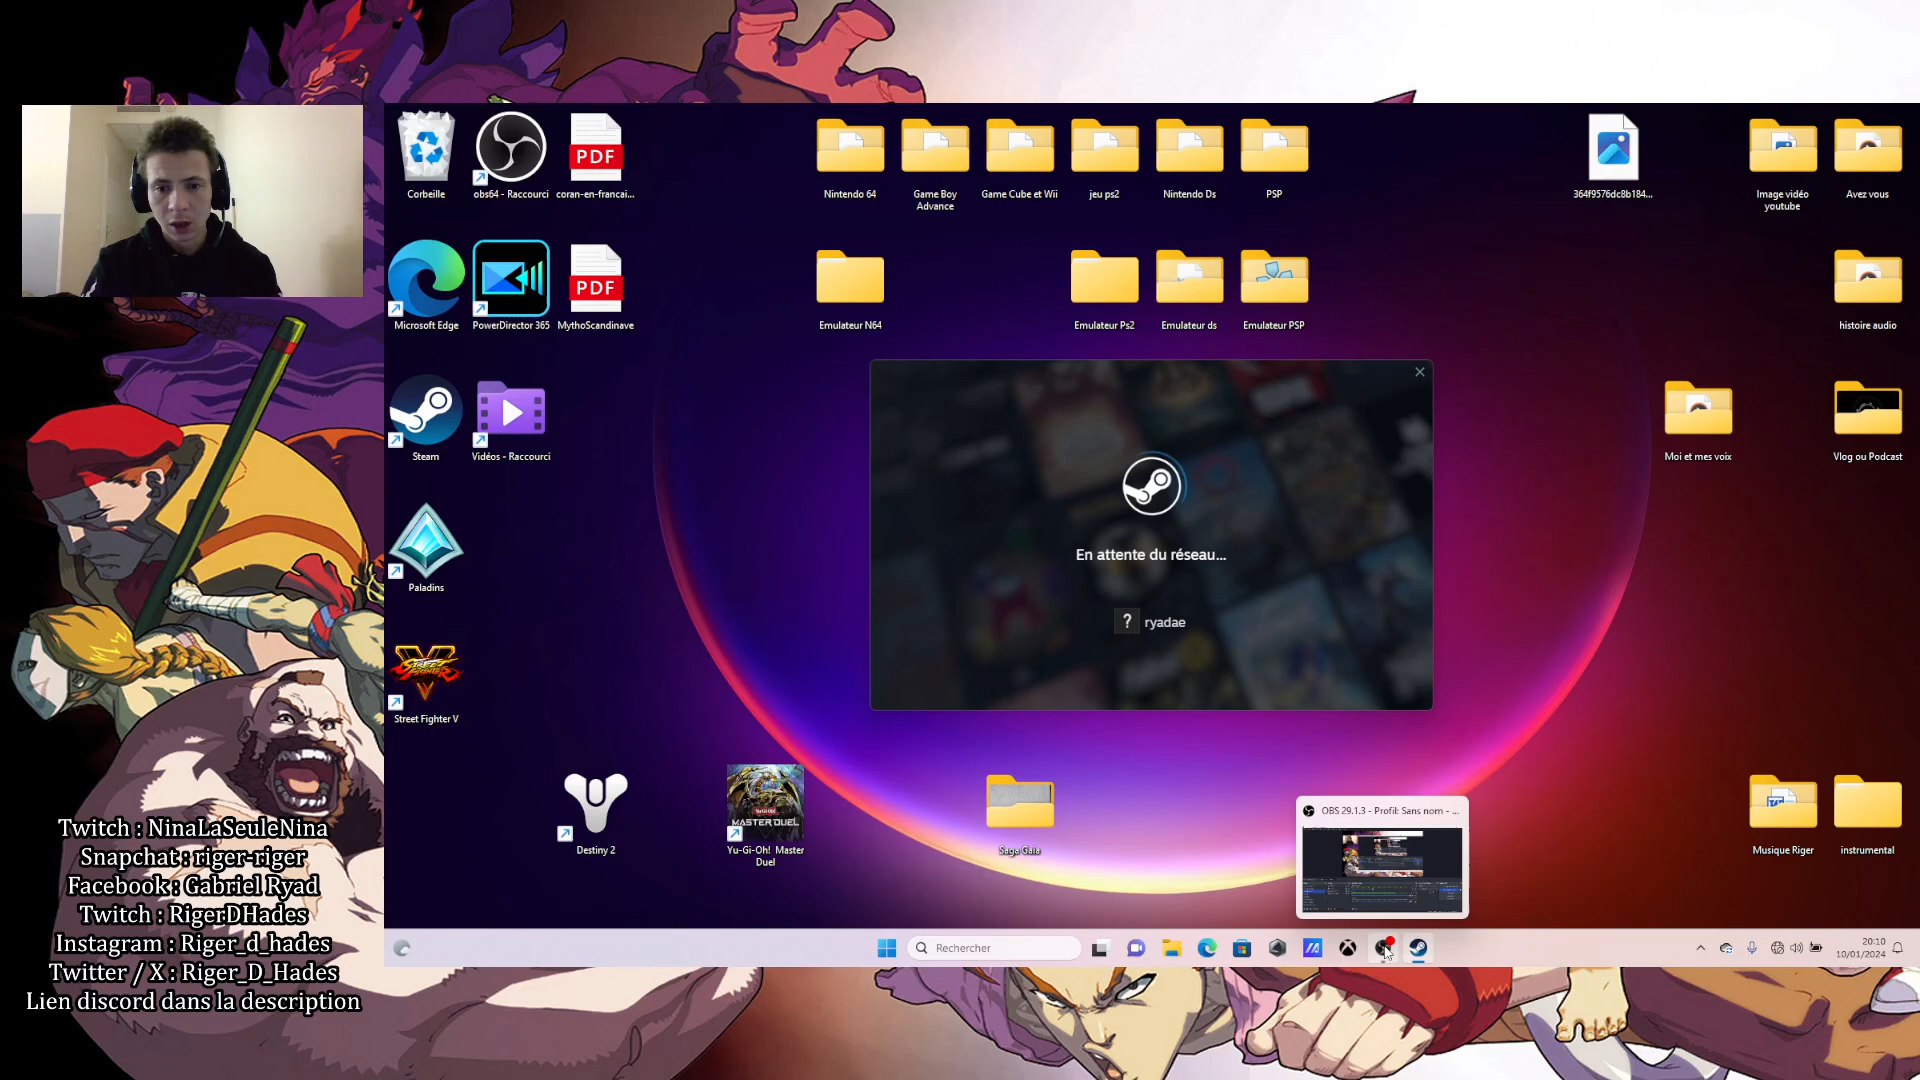 Corbeille
obs64 - Raccourci
coran-en-francai...
Nintendo 64
Game Boy
Advance
Game Cube et Wii
jeu ps2
Nintendo Ds
PSP
364f9576dc8b184...
Image vidéo
youtube
Avez vous
PDF
Microsoft Edge
PowerDirector 365
MythoScandinave
PDF
Emulateur N64
Emulateur Ps2
Emulateur ds
Emulateur PSP
histoire audio
Steam
Vidéos - Raccourci
Moi et mes voix
Vlog ou Podcast
En attente du réseau...
? ryadae
Paladins
STREET FIGHTER V
Street Fighter V
Destiny 2
MASTER DUEL
Yu-Gi-Oh! Master
Duel
Saga Gaia
OBS 29.1.3 - Profil: Sans nom - ...
Musique Riger
instrumental
Rechercher
20:10
10/01/2024
Twitch : NinaLaSeuleNina
Snapchat : riger-riger
Facebook : Gabriel Ryad
Twitch : RigerDHades
Instagram : Riger_d_hades
Twitter / X : Riger_D_Hades
Lien discord dans la description